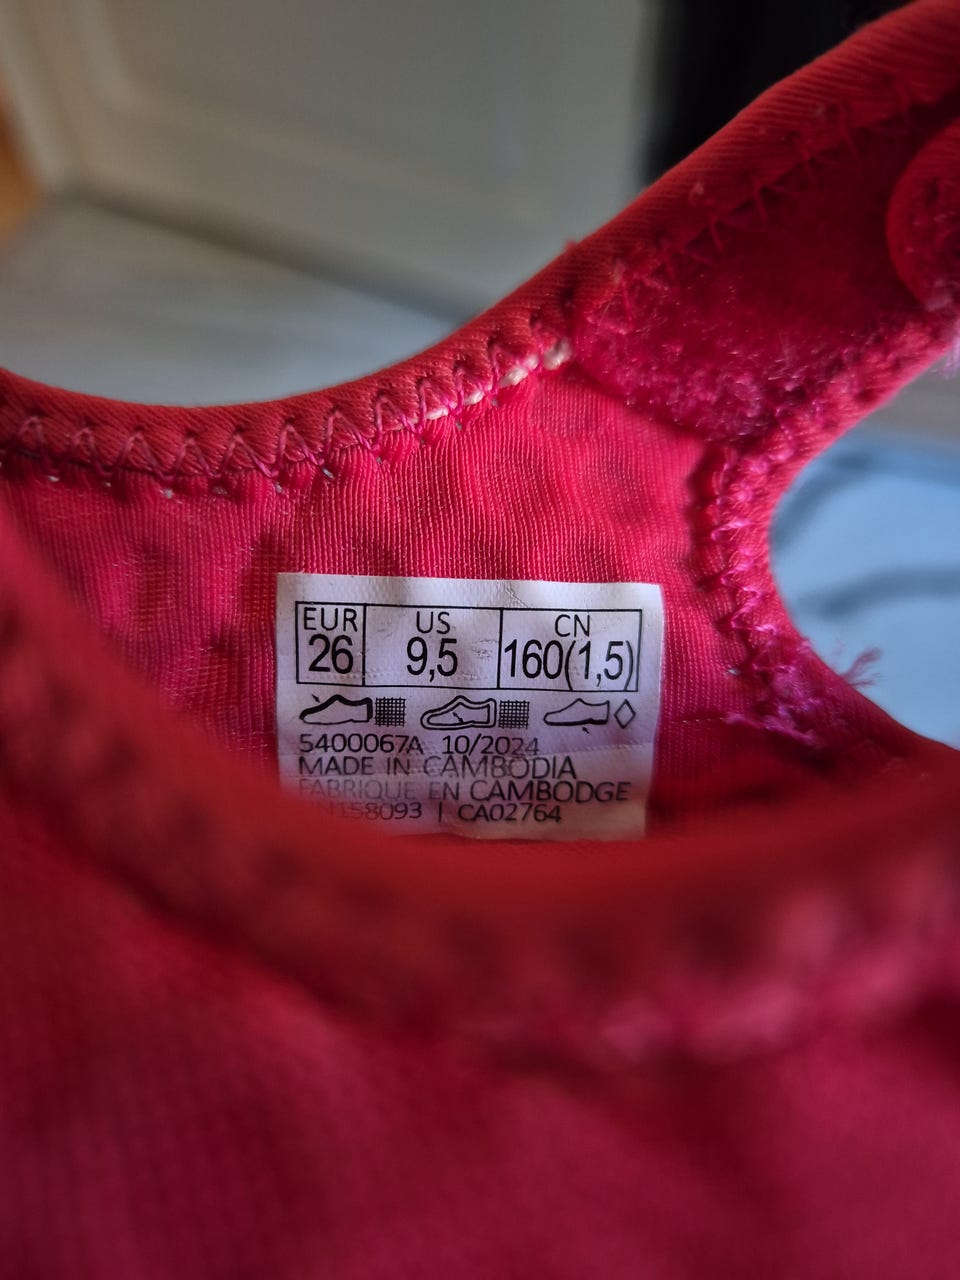 EUR US CN
26 9,5 160(1,5)
5400067A 10/2024
MADE IN CAMBODIA
FABRIQUE EN CAMBODGE
| CA02764